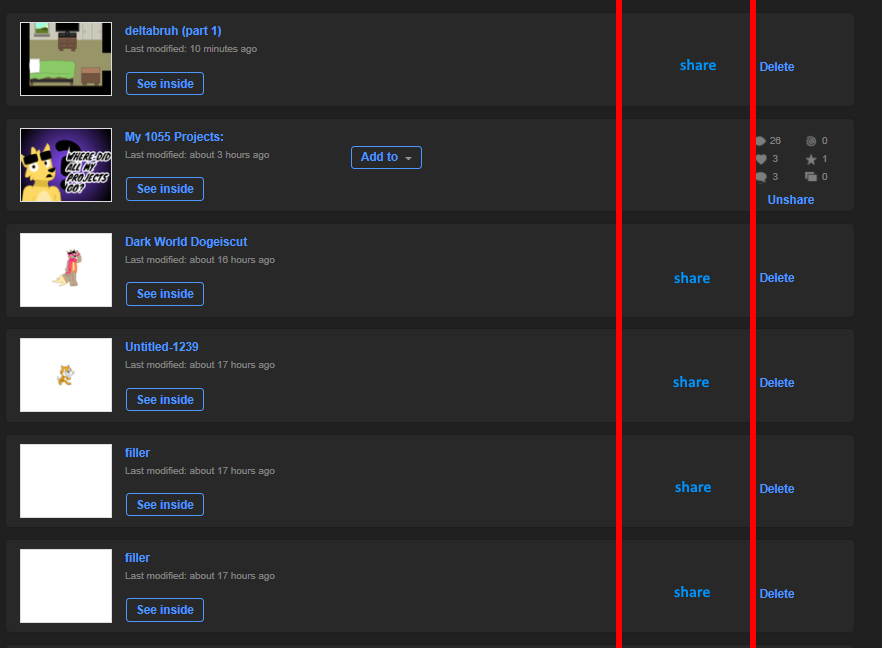 deltabruh (part 1)
Last modified: 10 minutes ago
See inside
share
Delete
WHERE DID
ALL MY
PROJECTS
GO?
My 1055 Projects:
Last modified: about 3 hours ago
See inside
Add to
26 0
3 1
3 0
Unshare
Dark World Dogeiscut
Last modified: about 16 hours ago
See inside
share
Delete
Untitled-1239
Last modified: about 17 hours ago
See inside
share
Delete
filler
Last modified: about 17 hours ago
See inside
share
Delete
filler
Last modified: about 17 hours ago
See inside
share
Delete